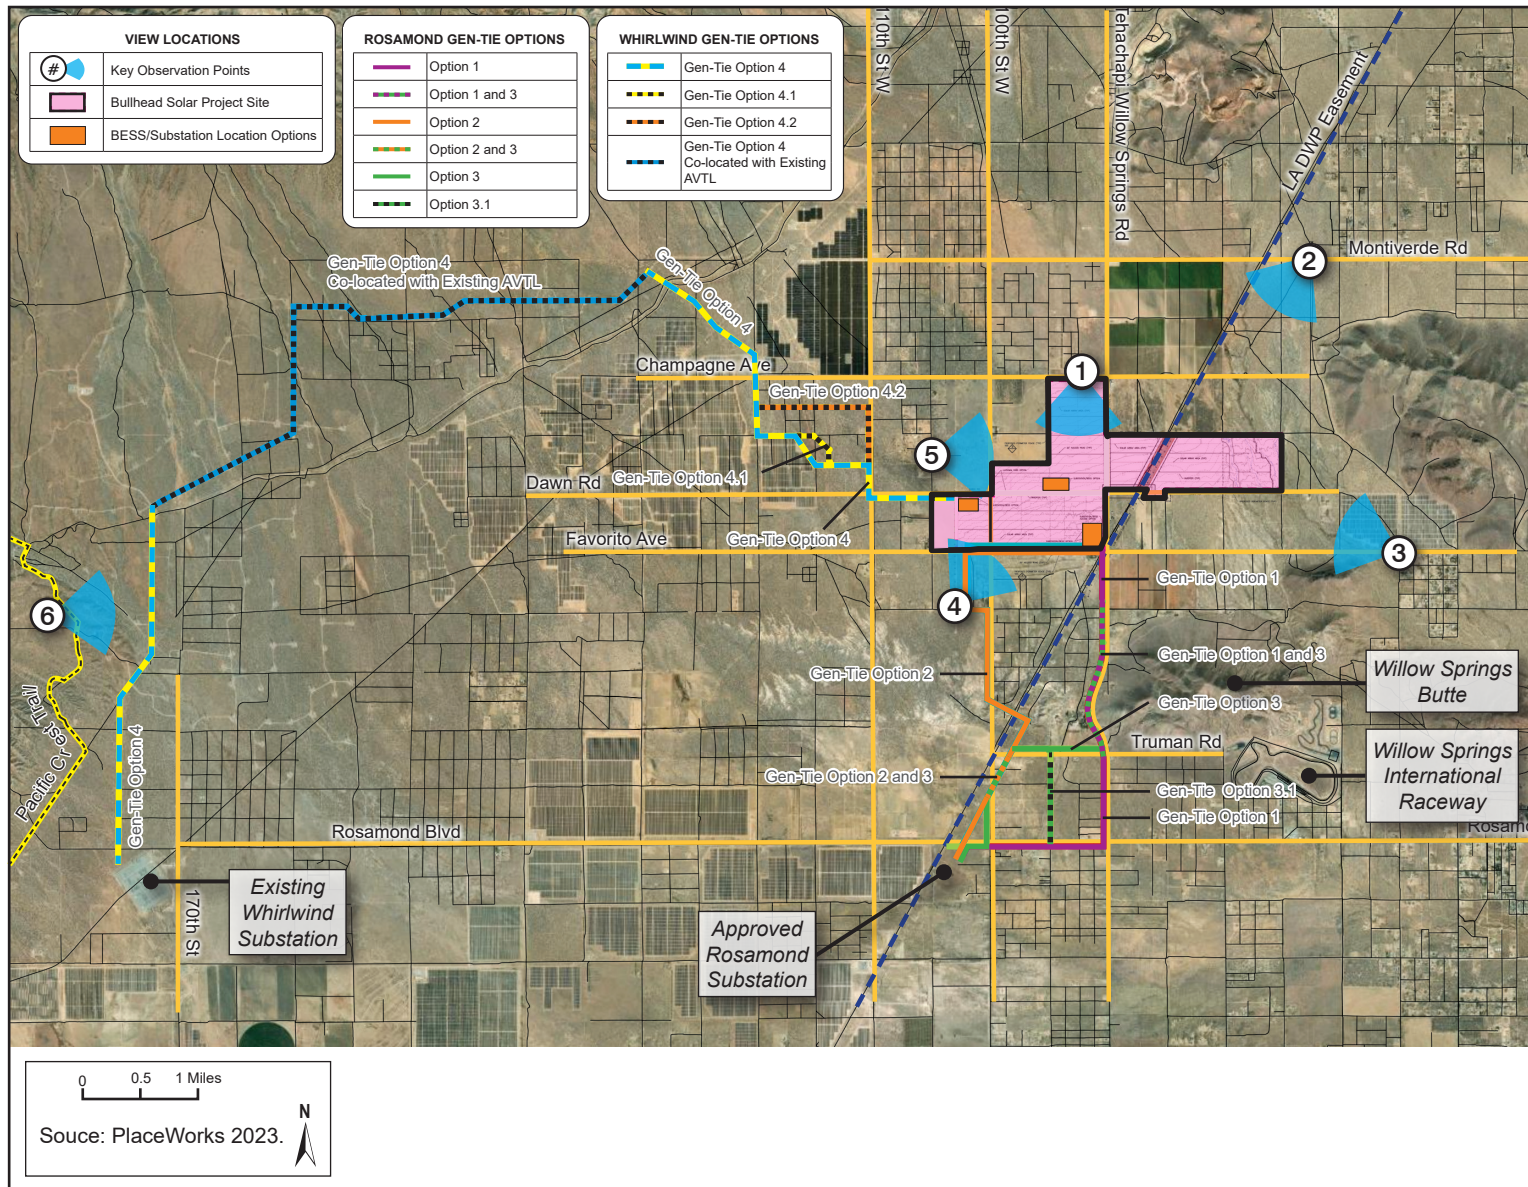 VIEW LOCATIONS
#
Key Observation Points
Bullhead Solar Project Site
BESS/Substation Location Options
ROSAMOND GEN-TIE OPTIONS
Option 1
Option 1 and 3
Option 2
Option 2 and 3
Option 3
Option 3.1
WHIRLWIND GEN-TIE OPTIONS
Gen-Tie Option 4
Gen-Tie Option 4.1
Gen-Tie Option 4.2
Gen-Tie Option 4
Co-located with Existing
AVTL
110th St W
100th St W
Tehachapi Willow Springs Rd
LA DWP Easement
Montiverde Rd
2
Gen-Tie Option 4
Co-located with Existing AVTL
Gen-Tie Option 4
Champagne Ave
1
Gen-Tie Option 4.2
5
Gen-Tie Option 4.1
Dawn Rd
Favorito Ave
Gen-Tie Option 4
3
Gen-Tie Option 1
4
6
Gen-Tie Option 1 and 3
Gen-Tie Option 2
Willow Springs
Butte
Gen-Tie Option 3
Pacific Crest Trail
Gen-Tie Option 4
Truman Rd
Gen-Tie Option 2 and 3
Willow Springs
International
Raceway
Gen-Tie Option 3.1
Gen-Tie Option 1
Rosamond Blvd
Rosam
170th St
Existing
Whirlwind
Substation
Approved
Rosamond
Substation
0 0.5 1 Miles
N
Souce: PlaceWorks 2023.